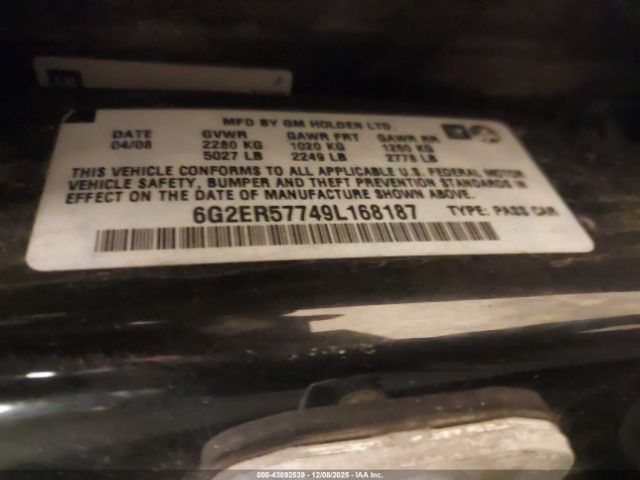 MFD BY GM HOLDEN LTD.
DATE GVWR GAWR FRT GAWR RR
04/08 2280 KG 1020 KG 1260 KG
5027 LB 2249 LB 2778 LB
THIS VEHICLE CONFORMS TO ALL APPLICABLE U.S. FEDERAL MOTOR
VEHICLE SAFETY, BUMPER AND THEFT PREVENTION STANDARDS IN
EFFECT ON THE DATE OF MANUFACTURE SHOWN ABOVE.
6G2ER57749L168187 TYPE: PASS CAR
000-43892539 - 12/08/2025 - IAA Inc.